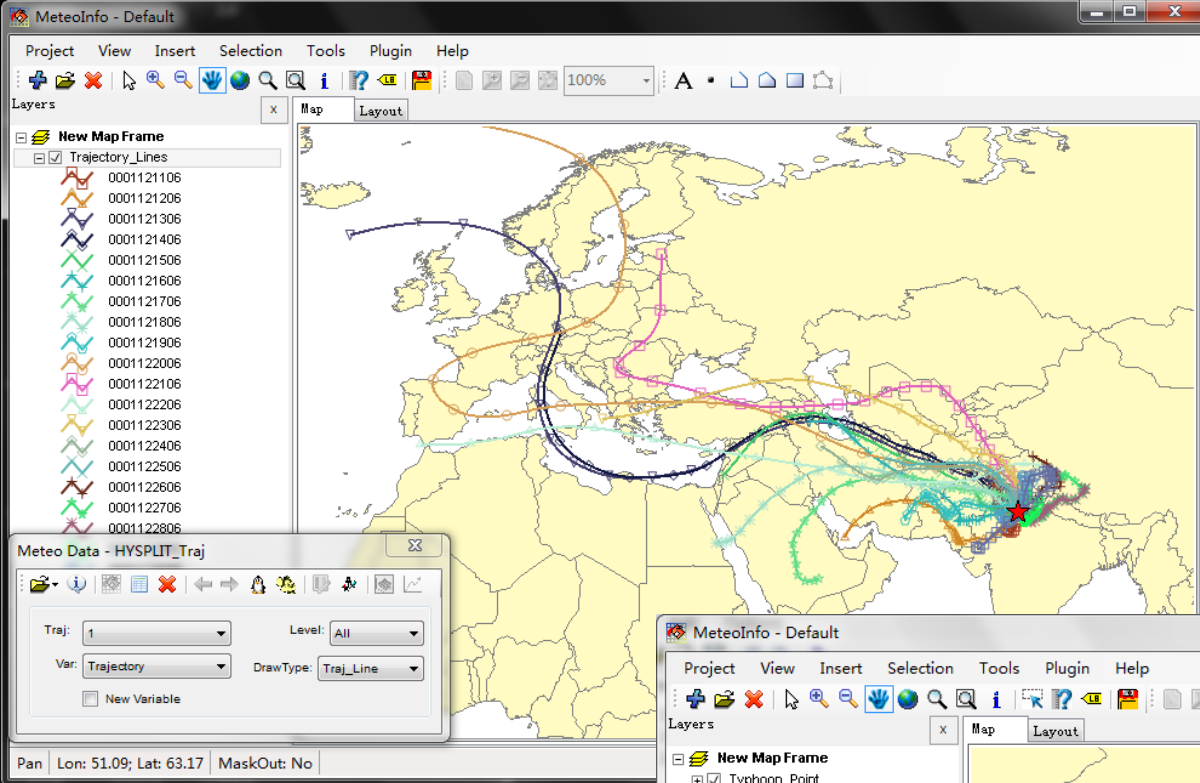 MeteoInfo - Default
Project View Insert Selection Tools Plugin Help
LB 100% A
Layers x Map Layout
New Map Frame
Trajectory_Lines
0001121106
0001121206
0001121306
0001121406
0001121506
0001121606
0001121706
0001121806
0001121906
0001122006
0001122106
0001122206
0001122306
0001122406
0001122506
0001122606
0001122706
0001122806
Meteo Data - HYSPLIT_Traj
Traj: 1 Level: All
Var: Trajectory DrawType: Traj_Line
New Variable
Pan Lon: 51.09; Lat: 63.17 MaskOut: No
MeteoInfo - Default
Project View Insert Selection Tools Plugin Help
LB
Layers x Map Layout
New Map Frame
Typhoon_Point